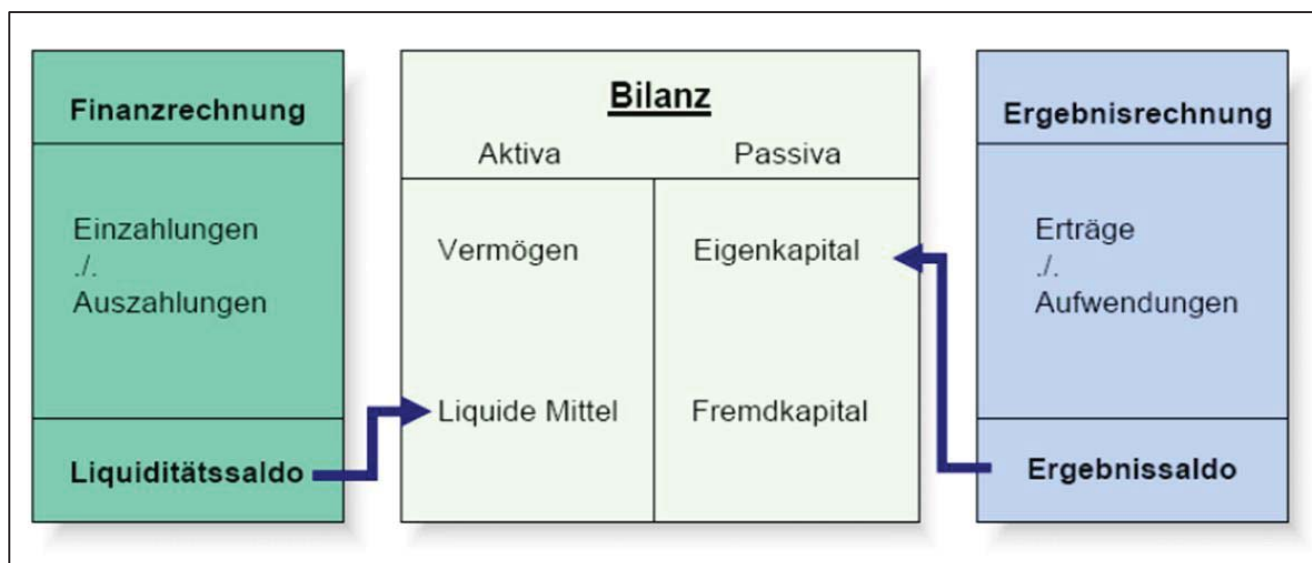 Finanzrechnung
Einzahlungen
./.
Auszahlungen
Liquiditätssaldo
Bilanz
Aktiva Passiva
Vermögen Eigenkapital
Liquide Mittel Fremdkapital
Ergebnisrechnung
Erträge
./.
Aufwendungen
Ergebnissaldo